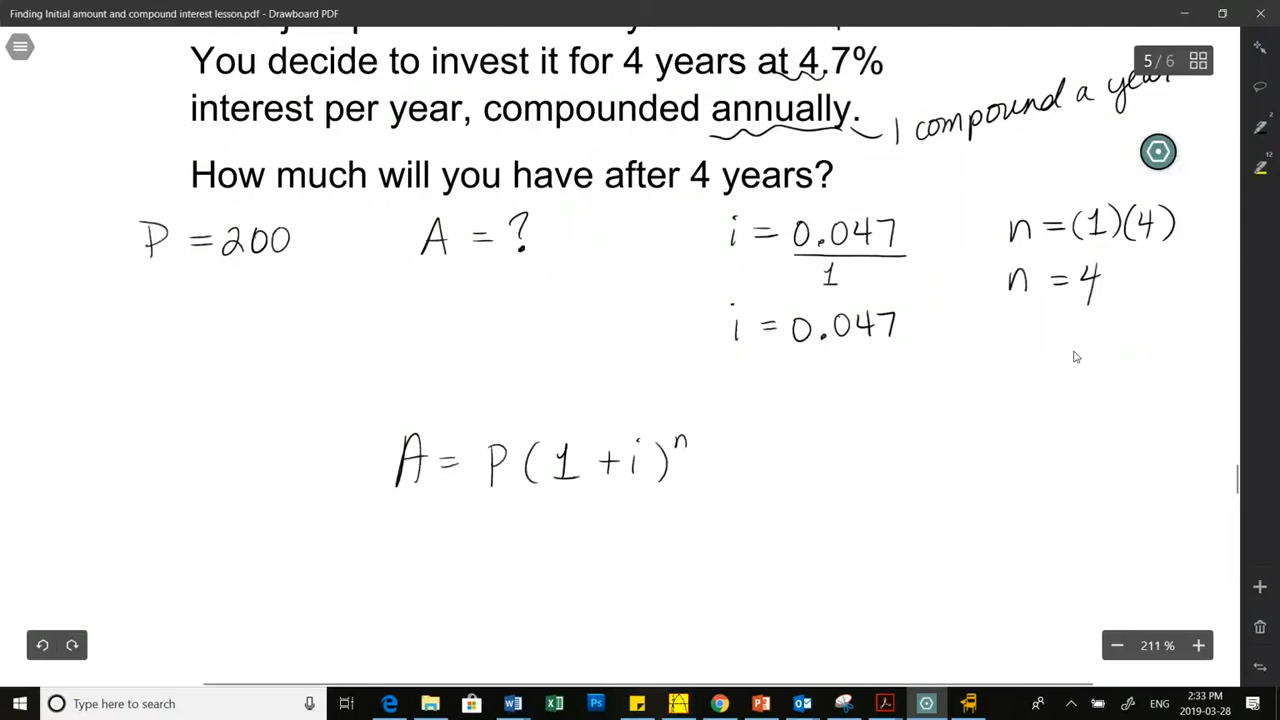 Finding Initial amount and compound interest lesson.pdf - Drawboard PDF
You decide to invest it for 4 years at 4.7%
5 / 6
interest per year, compounded annually.
1 compound a year
How much will you have after 4 years?
P = 200
A = ?
i = 0.047
1
i = 0.047
n = (1)(4)
n = 4
A = P(1 + i)^n
211 %
Type here to search
ENG
2:33 PM
2019-03-28